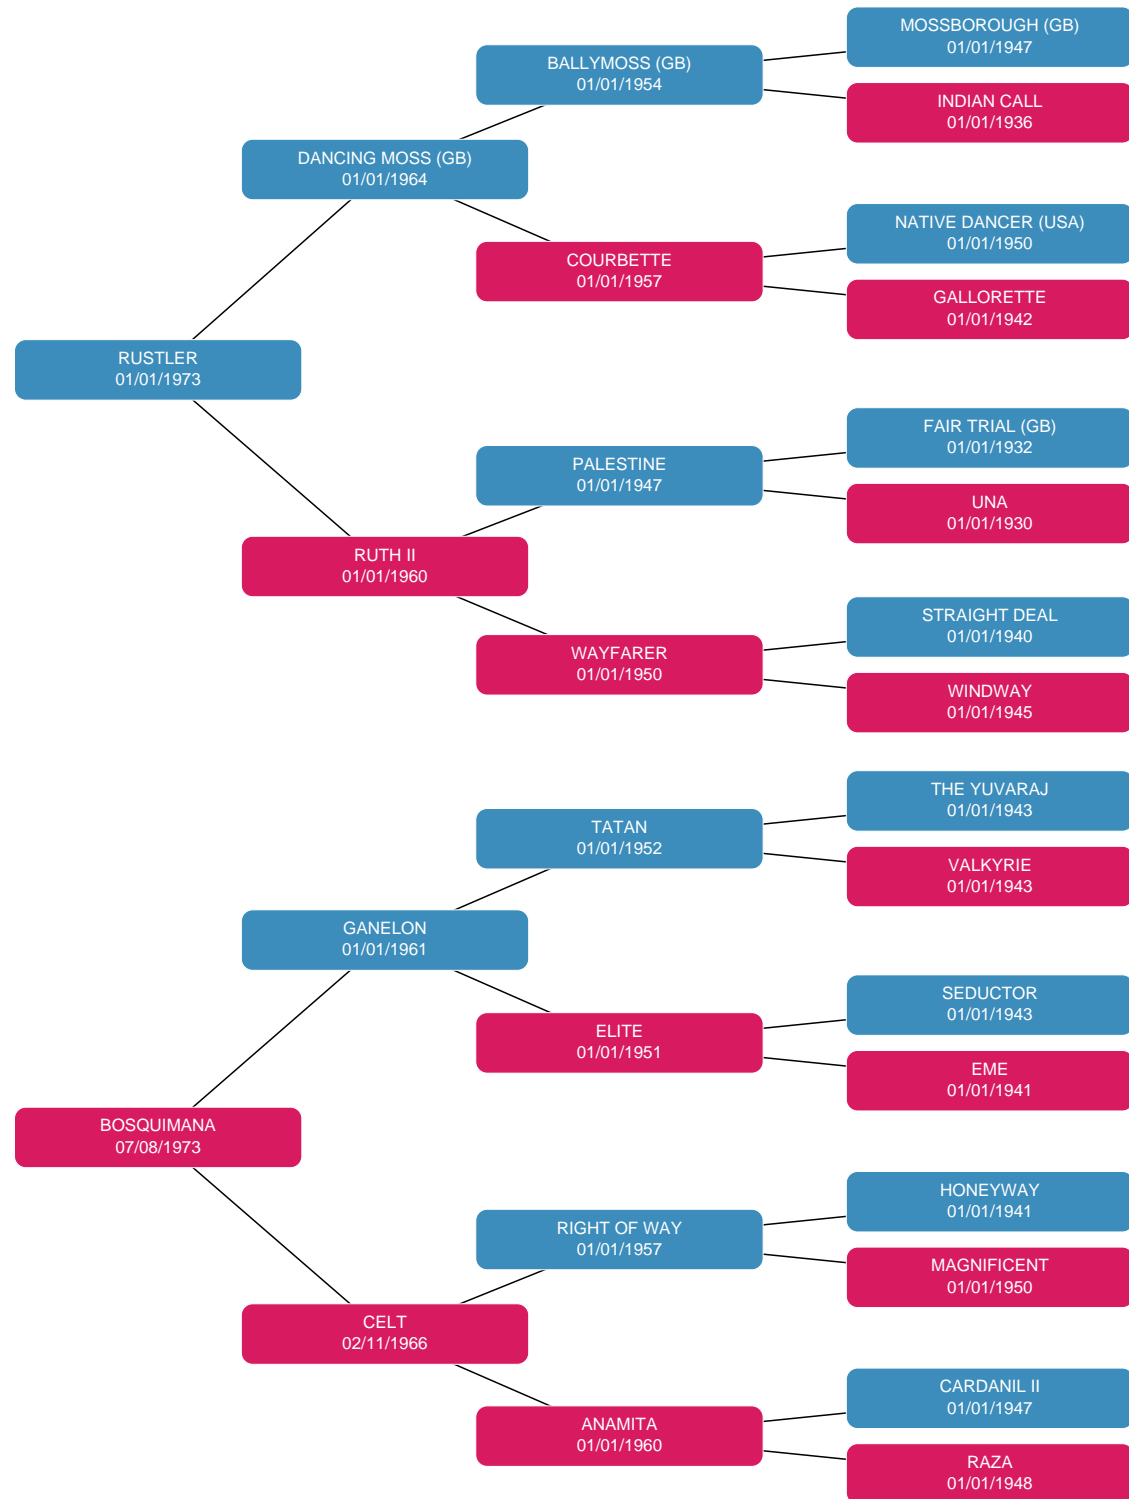 MOSSBOROUGH (GB)
01/01/1947
BALLYMOSS (GB)
01/01/1954
INDIAN CALL
01/01/1936
DANCING MOSS (GB)
01/01/1964
NATIVE DANCER (USA)
01/01/1950
COURBETTE
01/01/1957
GALLORETTE
01/01/1942
RUSTLER
01/01/1973
FAIR TRIAL (GB)
01/01/1932
PALESTINE
01/01/1947
UNA
01/01/1930
RUTH II
01/01/1960
STRAIGHT DEAL
01/01/1940
WAYFARER
01/01/1950
WINDWAY
01/01/1945
THE YUVARAJ
01/01/1943
TATAN
01/01/1952
VALKYRIE
01/01/1943
GANELON
01/01/1961
SEDUCTOR
01/01/1943
ELITE
01/01/1951
EME
01/01/1941
BOSQUIMANA
07/08/1973
HONEYWAY
01/01/1941
RIGHT OF WAY
01/01/1957
MAGNIFICENT
01/01/1950
CELT
02/11/1966
CARDANIL II
01/01/1947
ANAMITA
01/01/1960
RAZA
01/01/1948